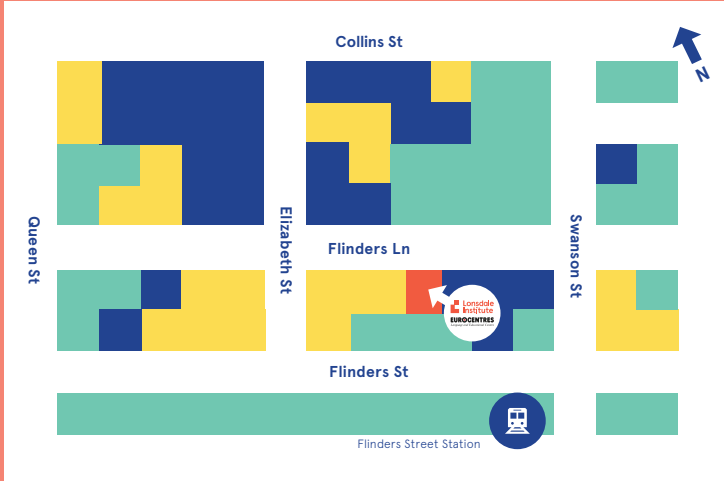 Collins St
N
Queen St
Elizabeth St
Swanson St
Flinders Ln
Lonsdale
Institute
EUROCENTRES
Flinders St
Flinders Street Station